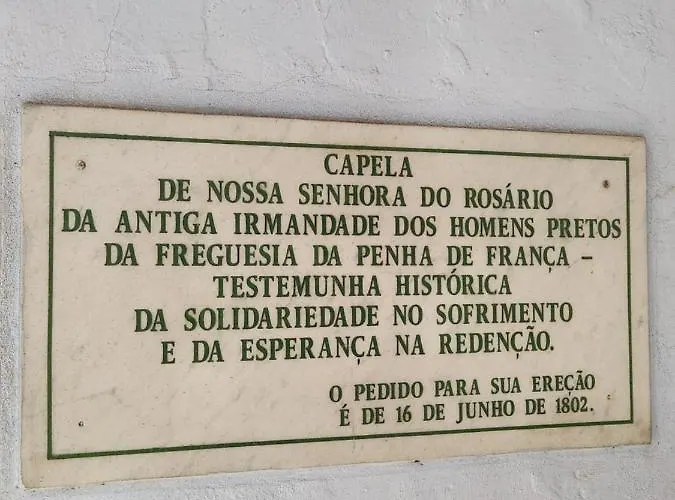 CAPELA
DE NOSSA SENHORA DO ROSÁRIO
DA ANTIGA IRMANDADE DOS HOMENS PRETOS
DA FREGUESIA DA PENHA DE FRANÇA -
TESTEMUNHA HISTÓRICA
DA SOLIDARIEDADE NO SOFRIMENTO
E DA ESPERANÇA NA REDENÇÃO.
O PEDIDO PARA SUA EREÇÃO
É DE 16 DE JUNHO DE 1802.